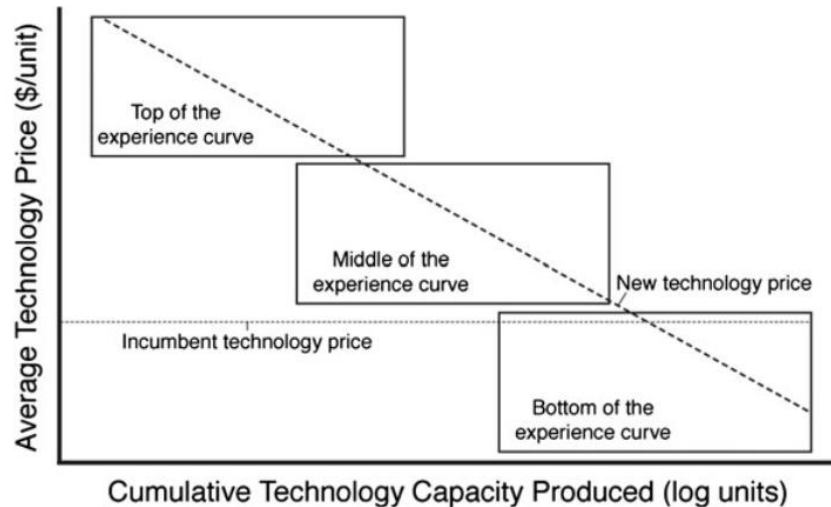 Average Technology Price ($/unit)
Top of the
experience curve
Middle of the
experience curve
New technology price
Incumbent technology price
Bottom of the
experience curve
Cumulative Technology Capacity Produced (log units)